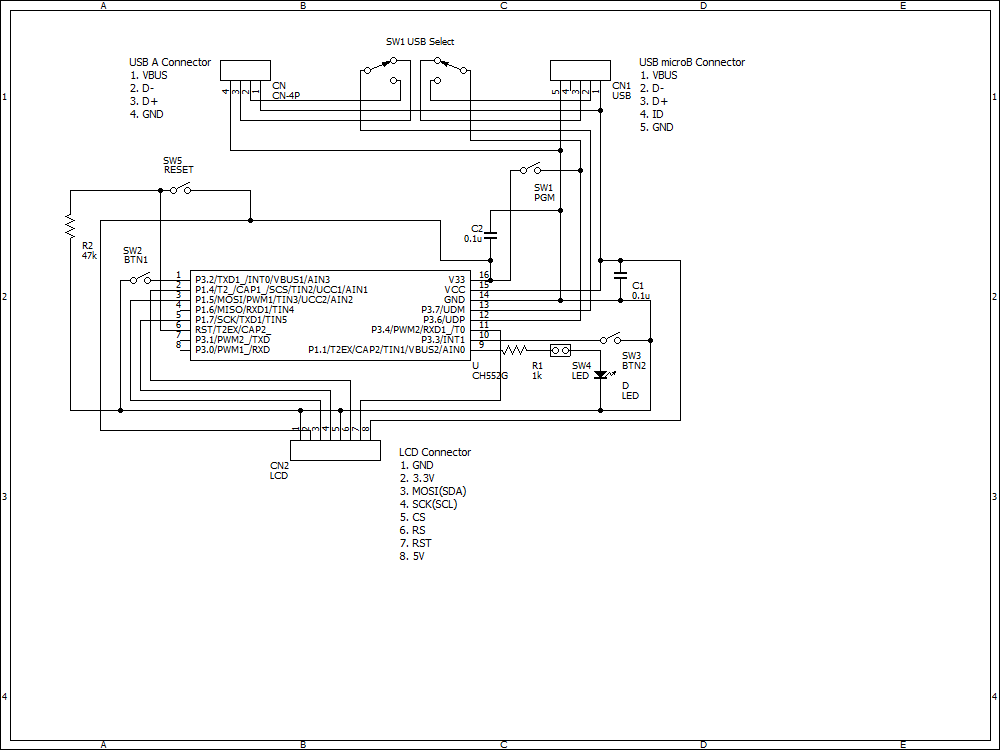 A B C D E
SW1 USB Select
USB A Connector
1. VBUS
2. D-
3. D+
4. GND
4 3 2 1
CN
CN-4P
5 4 3 2 1
CN1
USB
USB microB Connector
1. VBUS
2. D-
3. D+
4. ID
5. GND
1 1
SW5
RESET
SW1
PGM
R2
47k
SW2
BTN1
C2
0.1u
C1
0.1u
2 2
1 P3.2/TXD1_/INT0/VBUS1/AIN3 V33 16
2 P1.4/T2_/CAP1_/SCS/TIN2/UCC1/AIN1 VCC 15
3 P1.5/MOSI/PWM1/TIN3/UCC2/AIN2 GND 14
4 P1.6/MISO/RXD1/TIN4 P3.7/UDM 13
5 P1.7/SCK/TXD1/TIN5 P3.6/UDP 12
6 RST/T2EX/CAP2_ P3.4/PWM2/RXD1_/T0 11
7 P3.1/PWM2_/TXD P3.3/INT1 10
8 P3.0/PWM1_/RXD P1.1/T2EX/CAP2/TIN1/VBUS2/AIN0 9
U
CH552G
R1
1k
SW4
LED
SW3
BTN2
D
LED
1 2 3 4 5 6 7 8
CN2
LCD
LCD Connector
1. GND
2. 3.3V
3. MOSI(SDA)
4. SCK(SCL)
5. CS
6. RS
7. RST
8. 5V
3 3
4 4
A B C D E